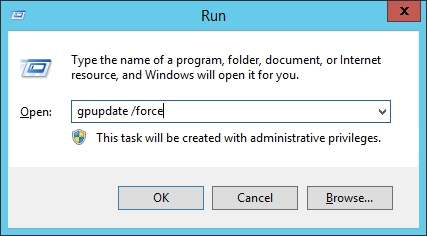 Run
x
Type the name of a program, folder, document, or Internet
resource, and Windows will open it for you.
Open: gpupdate /force
This task will be created with administrative privileges.
OK Cancel Browse...